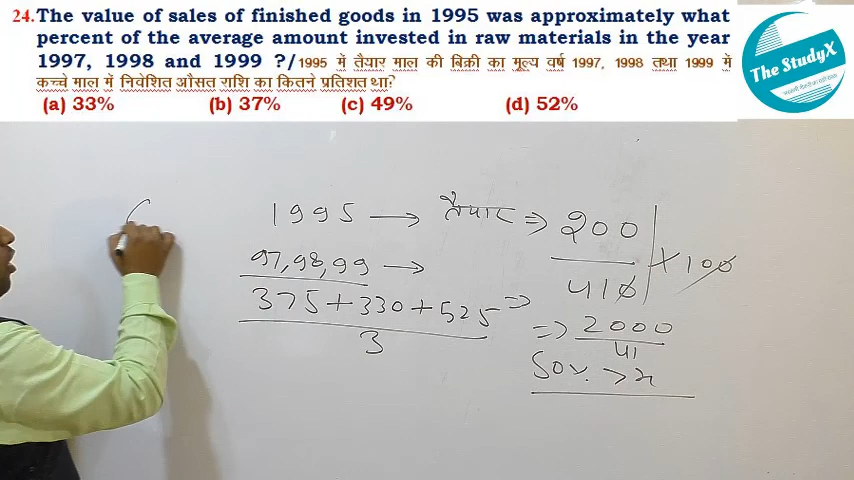 24.The value of sales of finished goods in 1995 was approximately what
percent of the average amount invested in raw materials in the year
1997, 1998 and 1999 ?/1995 में तैयार माल की बिक्री का मूल्य वर्ष 1997, 1998 तथा 1999 में
कच्चे माल में निवेशित औसत राशि का कितने प्रतिशत था?
(a) 33% (b) 37% (c) 49% (d) 52%
The StudyX
1995 → तैयार ⇒ 200
410 × 100
97, 98, 99 →
375 + 330 + 525 ⇒
3
⇒ 2000
41
50%. > x